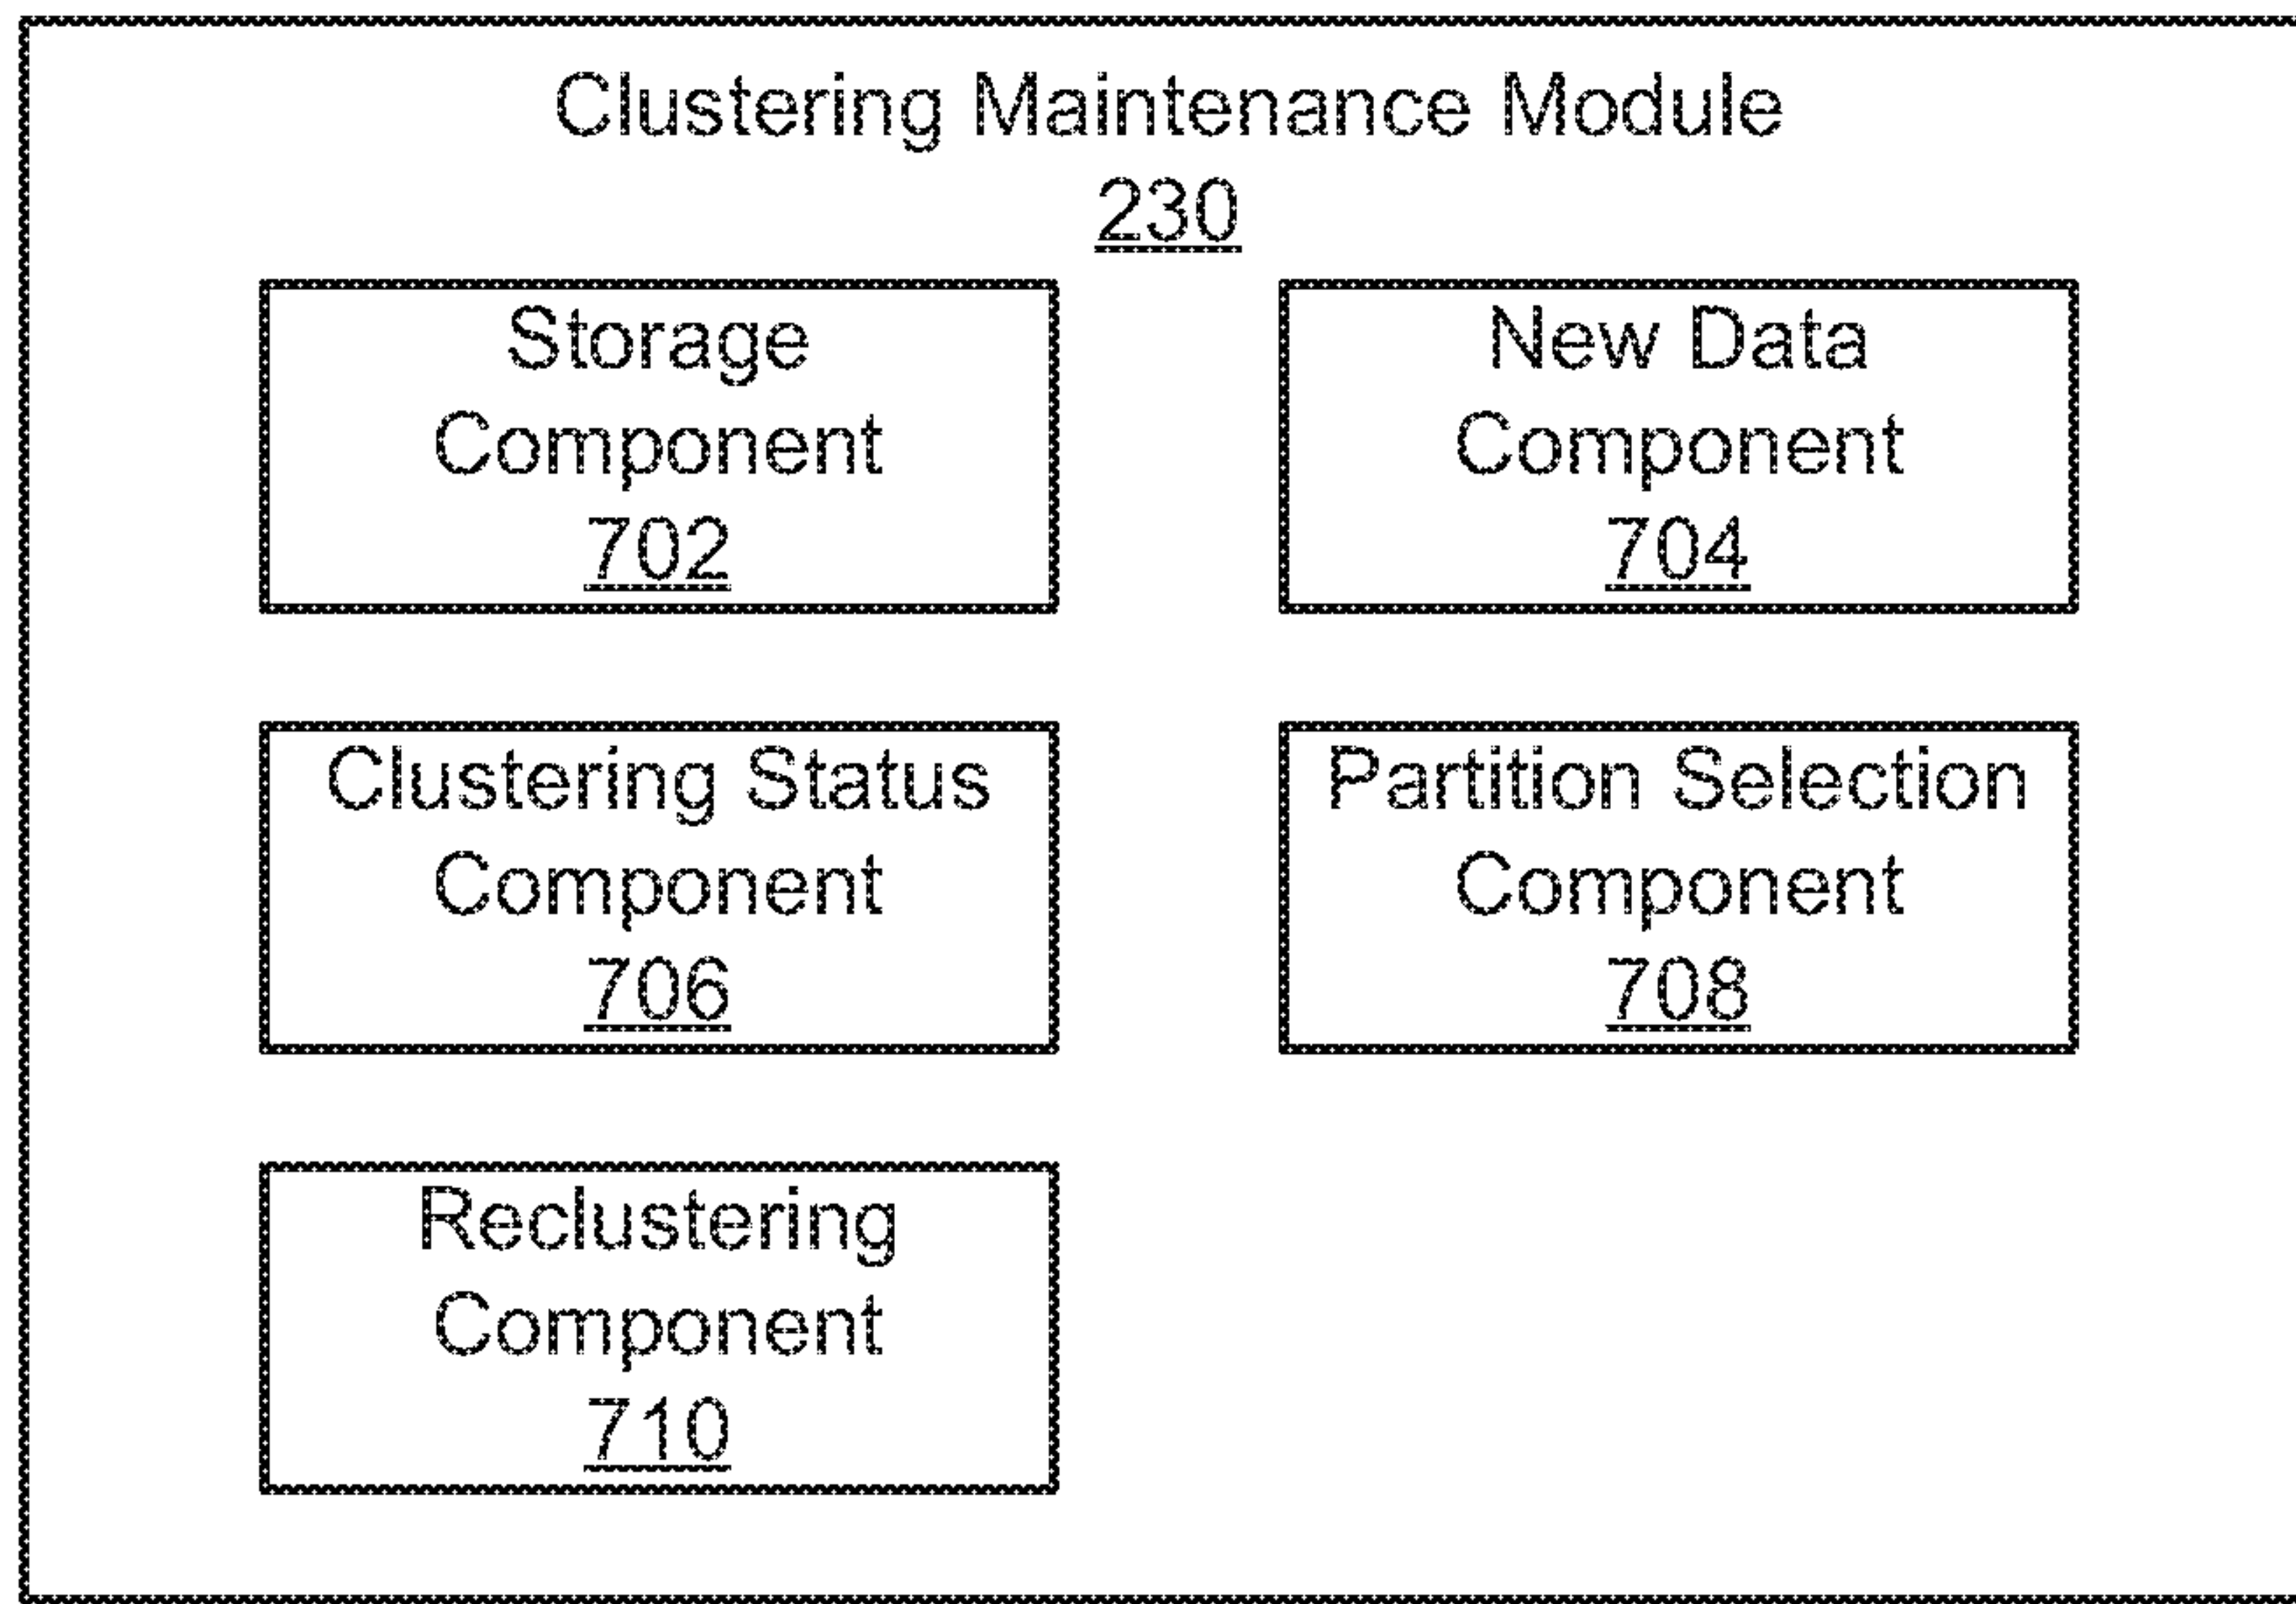 Clustering Maintenance Module
230
Storage
Component
702
New Data
Component
704
Clustering Status
Component
706
Partition Selection
Component
708
Reclustering
Component
710